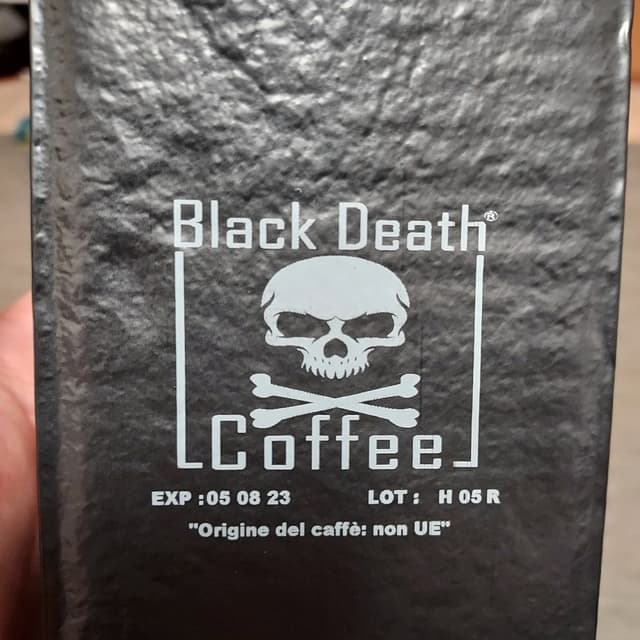 Black Death®
Coffee
EXP :05 08 23 LOT : H 05 R
"Origine del caffè: non UE"